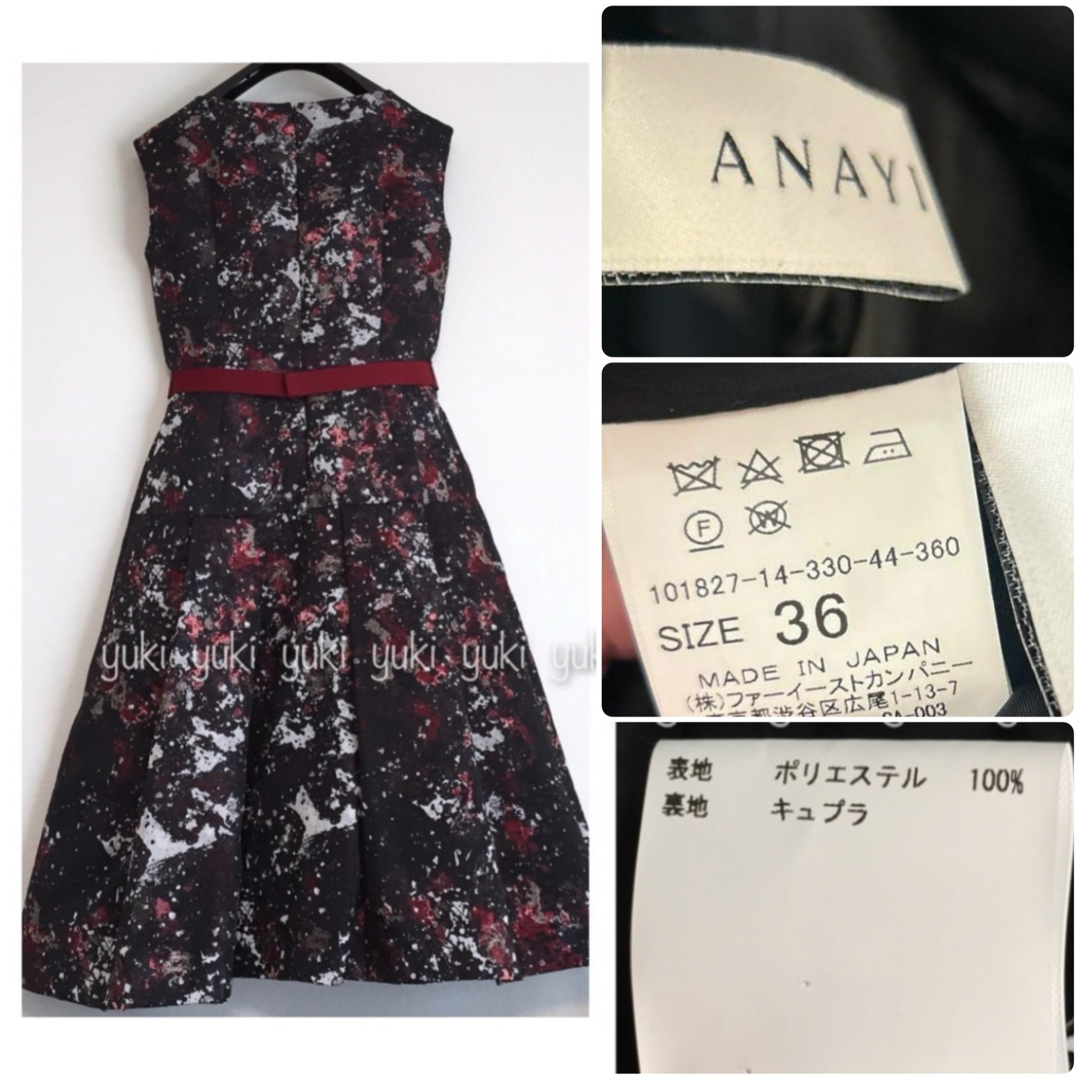 yuki yuki yuki yuki yuki yuki
ANAYI
F
W
101827-14-330-44-360
SIZE 36
MADE IN JAPAN
(株)ファーイーストカンパニー
東京都渋谷区広尾1-13-7
CA-003
表地 ポリエステル 100%
裏地 キュプラ